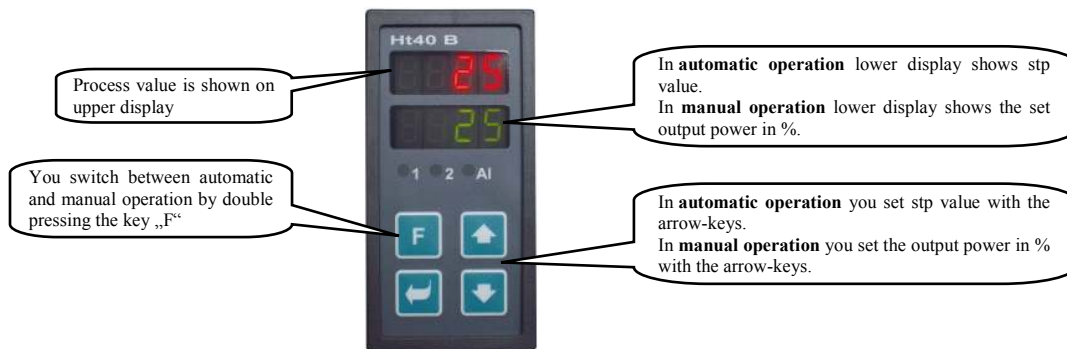 Ht40 B
25
25
1 2 Al
F
Process value is shown on
upper display
You switch between automatic
and manual operation by double
pressing the key „F“
In automatic operation lower display shows stp
value.
In manual operation lower display shows the set
output power in %.
In automatic operation you set stp value with the
arrow-keys.
In manual operation you set the output power in %
with the arrow-keys.